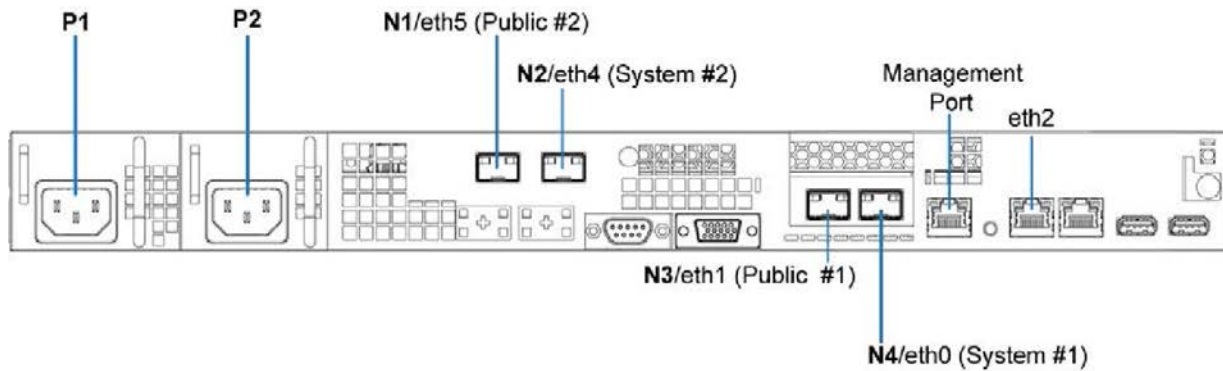 P1
P2
N1/eth5 (Public #2)
N2/eth4 (System #2)
Management
Port
eth2
N3/eth1 (Public #1)
N4/eth0 (System #1)